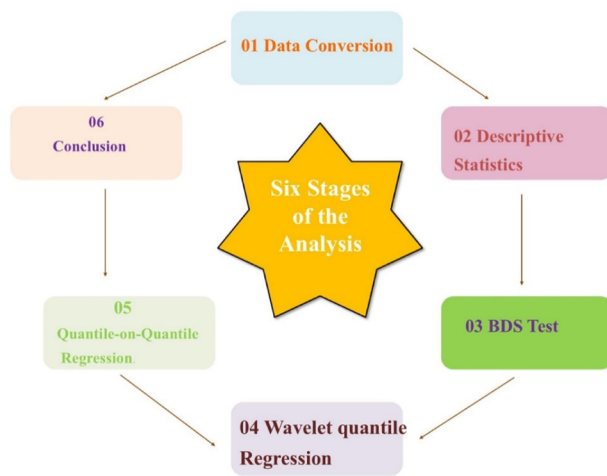 01 Data Conversion
02 Descriptive
Statistics
03 BDS Test
04 Wavelet quantile
Regression
05
Quantile-on-Quantile
Regression.
06
Conclusion
Six Stages
of the
Analysis